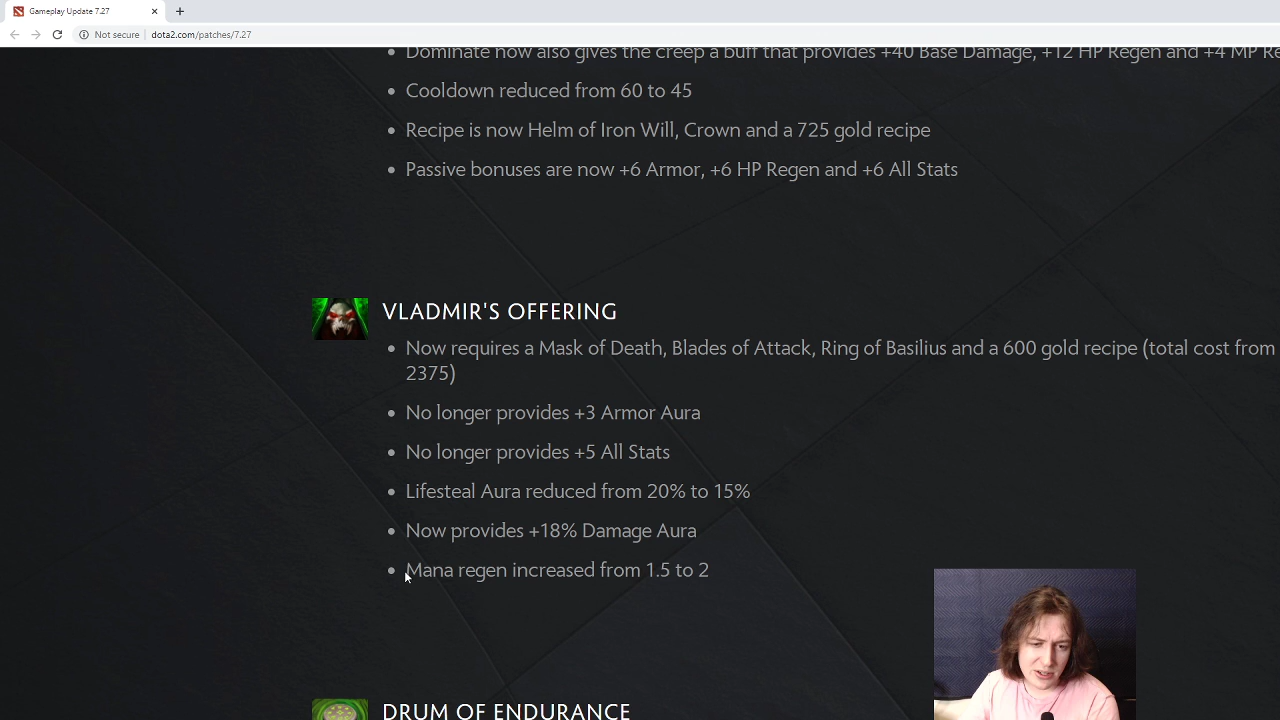 Gameplay Update 7.27
Not secure
dota2.com/patches/7.27
Dominate now also gives the creep a buff that provides +40 Base Damage, +12 HP Regen and +4 MP Re
Cooldown reduced from 60 to 45
Recipe is now Helm of Iron Will, Crown and a 725 gold recipe
Passive bonuses are now +6 Armor, +6 HP Regen and +6 All Stats
VLADMIR'S OFFERING
Now requires a Mask of Death, Blades of Attack, Ring of Basilius and a 600 gold recipe (total cost from
2375)
No longer provides +3 Armor Aura
No longer provides +5 All Stats
Lifesteal Aura reduced from 20% to 15%
Now provides +18% Damage Aura
Mana regen increased from 1.5 to 2
DRUM OF ENDURANCE